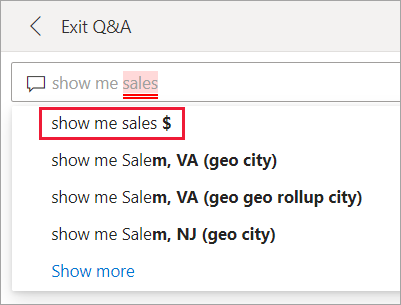 Exit Q&A
show me sales
show me sales $
show me Salem, VA (geo city)
show me Salem, VA (geo geo rollup city)
show me Salem, NJ (geo city)
Show more